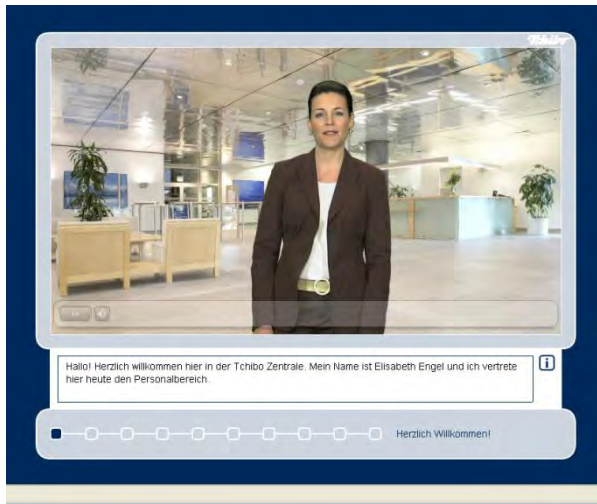 Tchibo
Hallo! Herzlich willkommen hier in der Tchibo Zentrale. Mein Name ist Elisabeth Engel und ich vertrete
hier heute den Personalbereich.
i
Herzlich Willkommen!